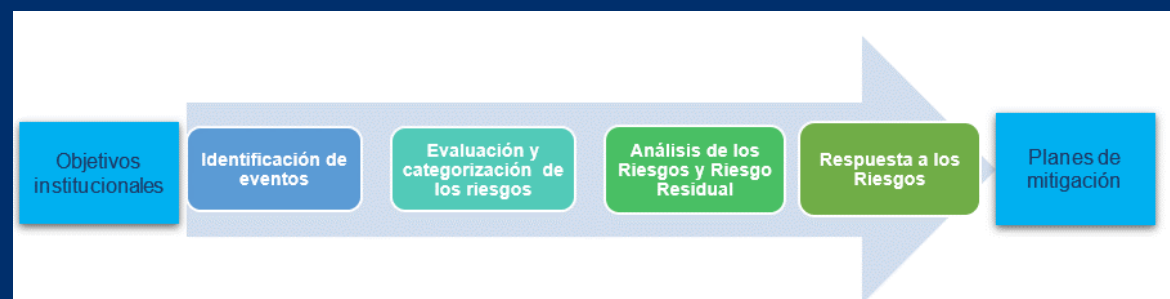 Objetivos
institucionales
Identificación de
eventos
Evaluación y
categorización de
los riesgos
Análisis de los
Riesgos y Riesgo
Residual
Respuesta a los
Riesgos
Planes de
mitigación